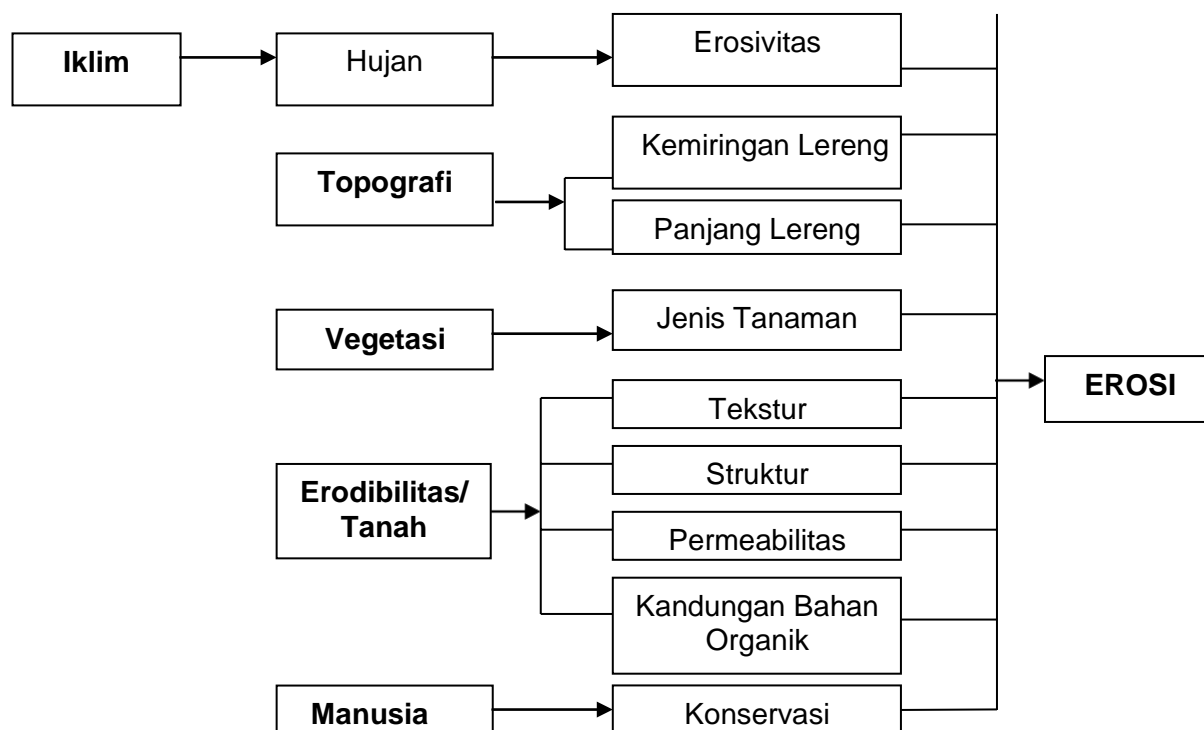 Iklim
Hujan
Erosivitas
Topografi
Kemiringan Lereng
Panjang Lereng
Vegetasi
Jenis Tanaman
Erodibilitas/
Tanah
Tekstur
Struktur
Permeabilitas
Kandungan Bahan
Organik
Manusia
Konservasi
EROSI